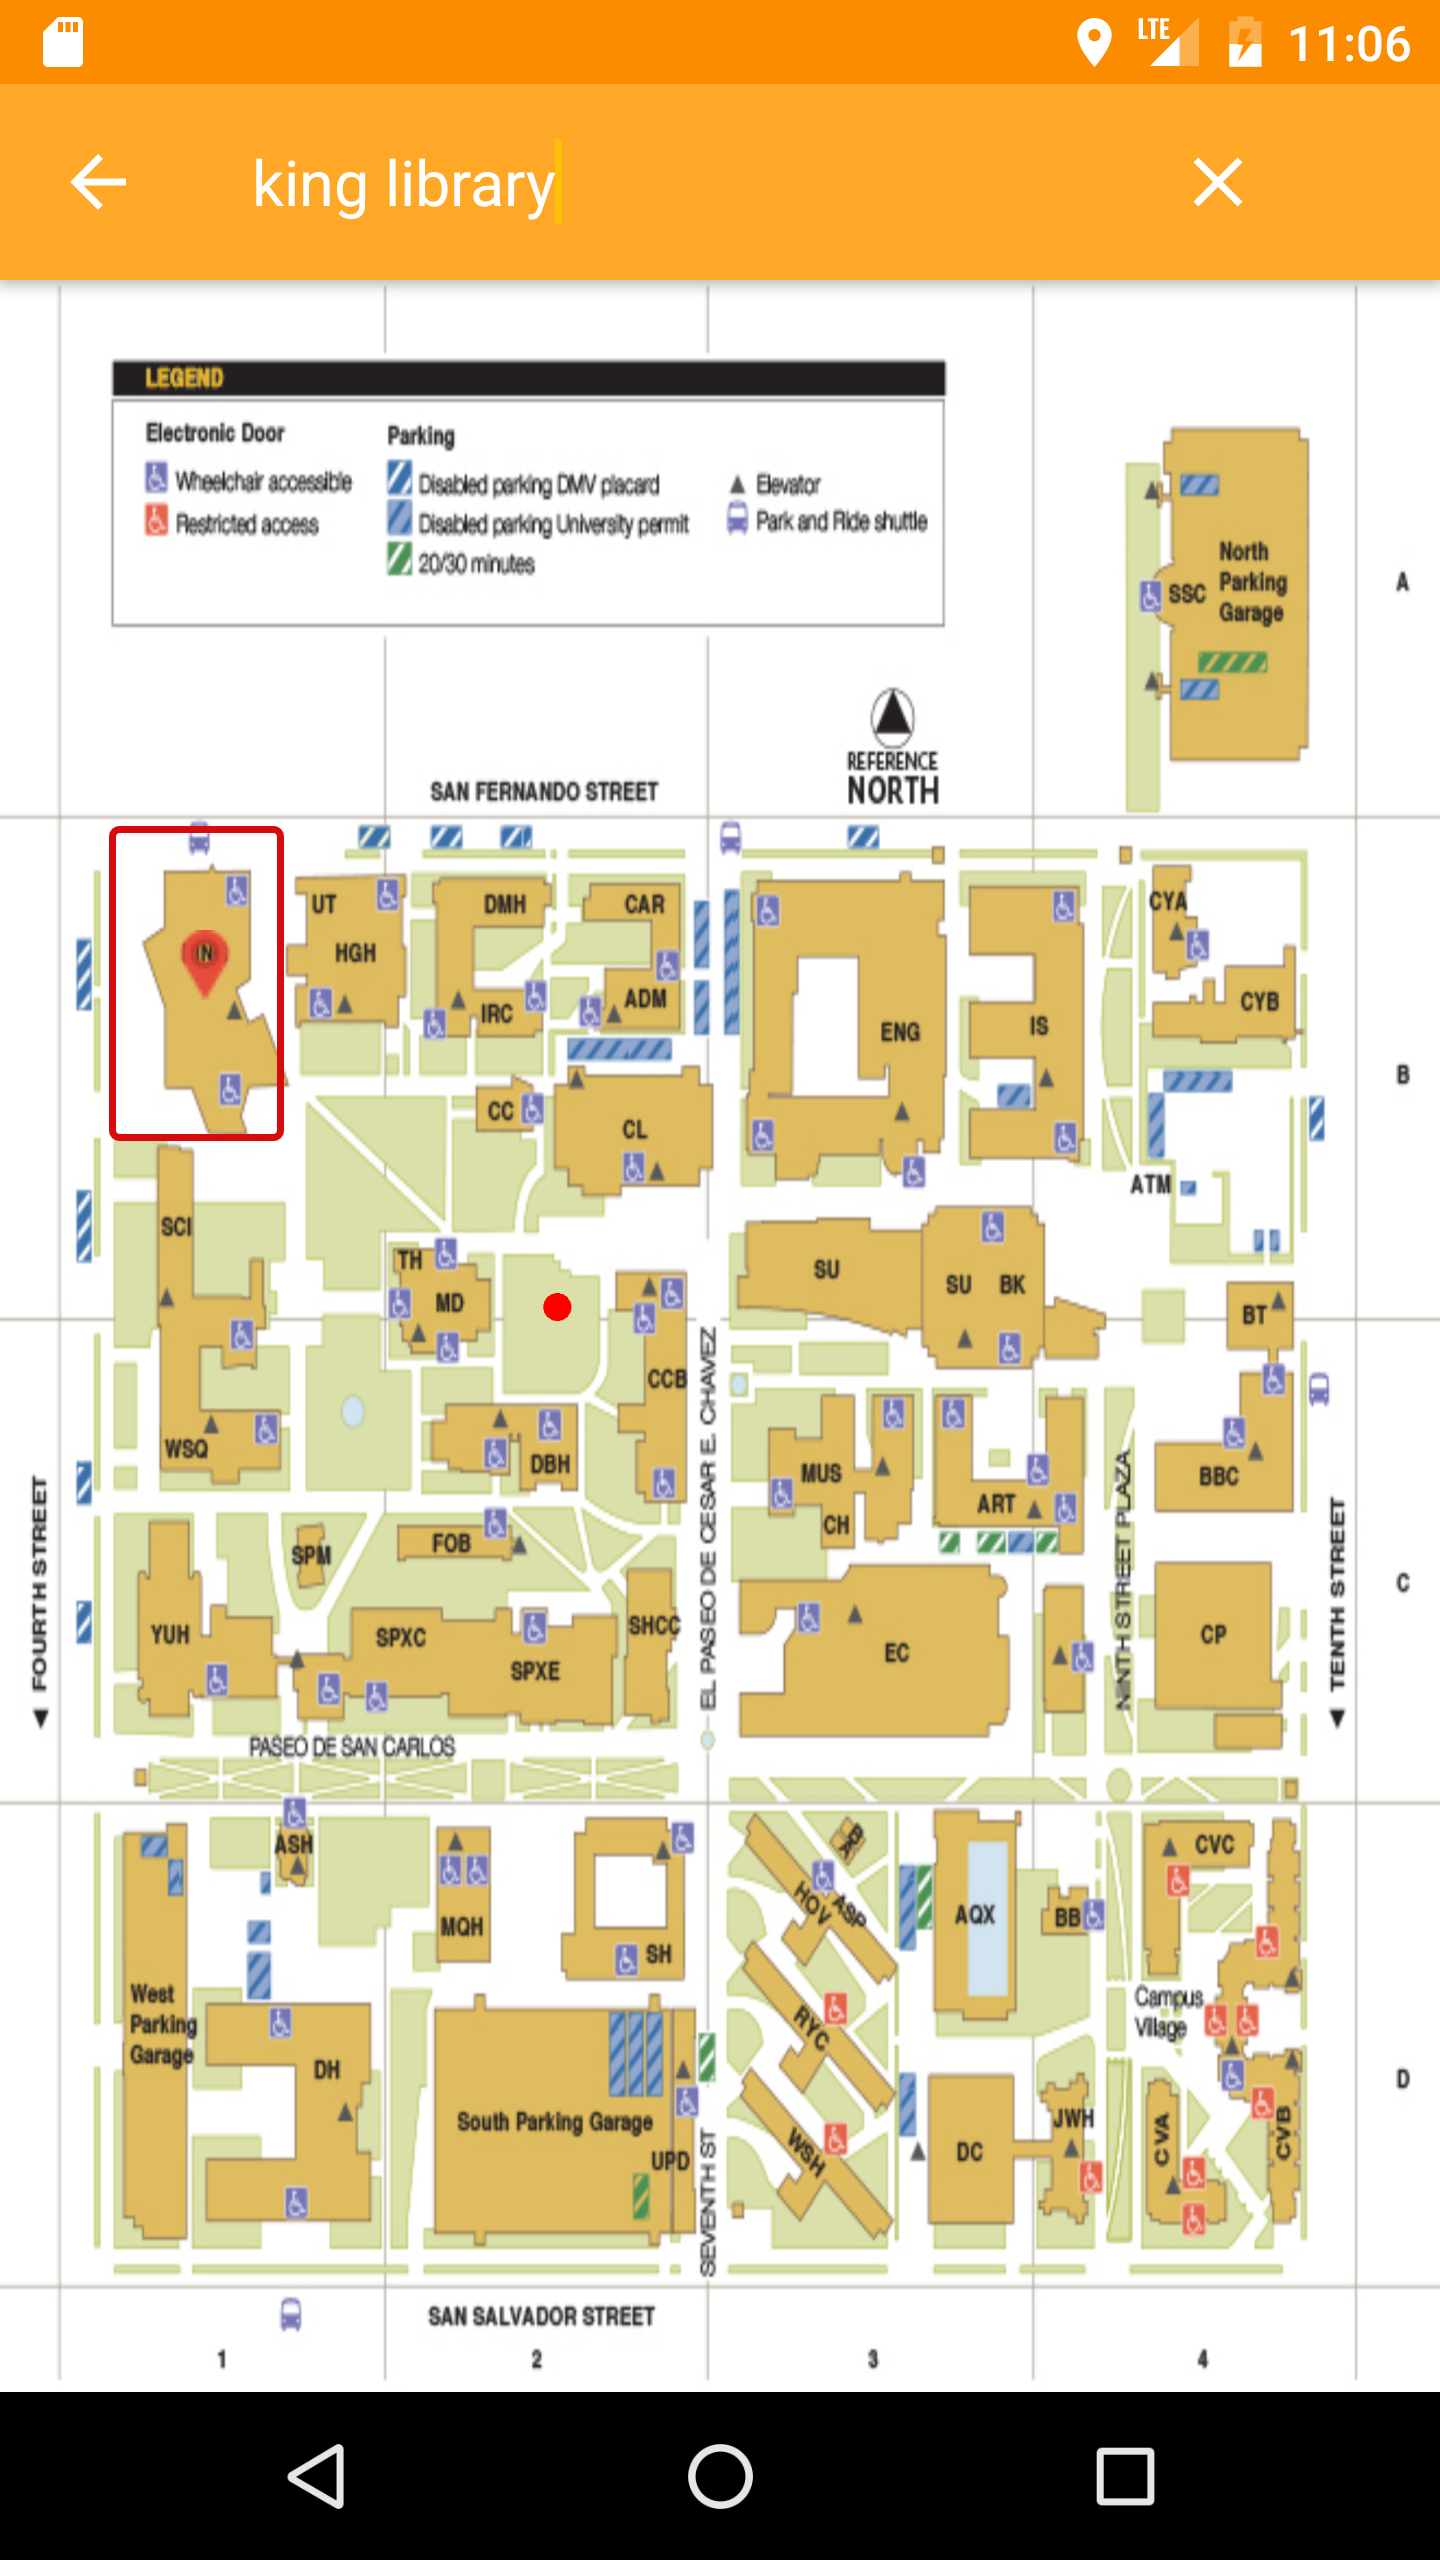 LTE 11:06
king library
LEGEND
Electronic Door
Wheelchair accessible
Restricted access
Parking
Disabled parking DMV placard
Disabled parking University permit
20/30 minutes
Elevator
Park and Ride shuttle
North
Parking
Garage
SSC
A
REFERENCE
NORTH
SAN FERNANDO STREET
UT
HGH
DMH
IRC
CAR
ADM
ENG
IS
CYA
CYB
B
CC
CL
ATM
SCI
TH
MD
SU
SU
BK
BT
CCB
WSQ
DBH
MUS
CH
ART
BBC
EL PASEO DE CESAR E. CHAVEZ
NINTH STREET PLAZA
FOURTH STREET
TENTH STREET
SPM
FOB
YUH
SPXC
SPXE
SHCC
EC
CP
C
PASEO DE SAN CARLOS
ASH
MQH
SH
HOV
ASP
AQX
BB
CVC
West
Parking
Garage
DH
RYC
Campus
Village
South Parking Garage
UPD
SEVENTH ST
WSH
DC
JWH
CVA
CVB
D
SAN SALVADOR STREET
1
2
3
4